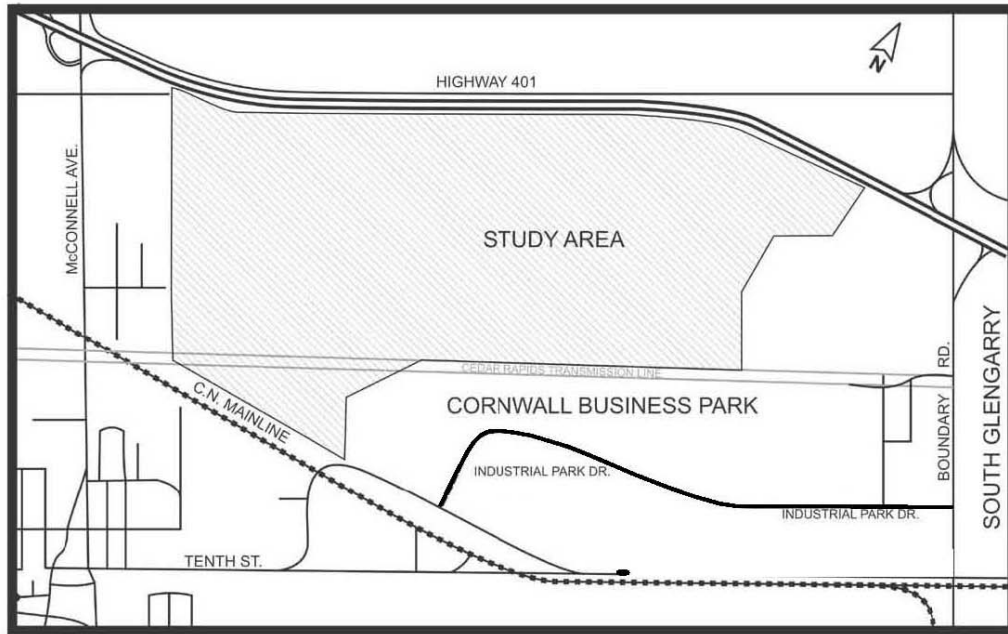 N
HIGHWAY 401
McCONNELL AVE.
STUDY AREA
CEDAR RAPIDS TRANSMISSION LINE
C.N. MAINLINE
CORNWALL BUSINESS PARK
BOUNDARY RD.
SOUTH GLENGARRY
INDUSTRIAL PARK DR.
INDUSTRIAL PARK DR.
TENTH ST.